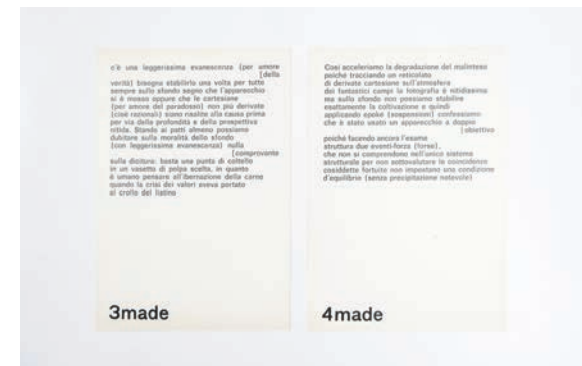 c'è una leggerissima evanescenza (per amore
[della
verità) bisogna stabilirlo una volta per tutte
sempre sullo sfondo segno che l'apparecchio
si è mosso oppure che le cartesiane
(per amore del paradosso) non più derivate
(cioè razionali) siano risalite alla causa prima
per via della profondità e della prospettiva
nitida. Stando ai patti almeno possiamo
dubitare sulla moralità dello sfondo
(con leggerissima evanescenza) nulla
[comprovante
sulla dicitura: basta una punta di coltello
in un vasetto di polpa scelta, in quanto
è umano pensare all'ibernazione della carne
quando la crisi dei valori aveva portato
al crollo del listino
3made
Così acceleriamo la degradazione del malinteso
poiché tracciando un reticolato
di derivate cartesiane sull'atmosfera
dei fantastici campi la fotografia è nitidissima
ma sullo sfondo non possiamo stabilire
esattamente la coltivazione e quindi
applicando epoké (sospensioni) confessiamo
che è stato usato un apparecchio a doppio
[obiettivo
poiché facendo ancora l'esame
struttura due eventi-forza (forse),
che non si comprendono nell'unico sistema
strutturale per non sottovalutare le coincidenze
cosiddette fortuite non impostano una condizione
d'equilibrio (senza precipitazione notevole)
4made